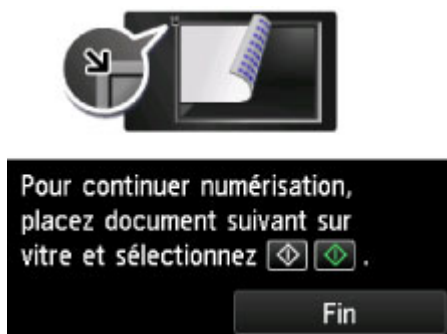 Pour continuer numérisation,
placez document suivant sur
vitre et sélectionnez .
Fin